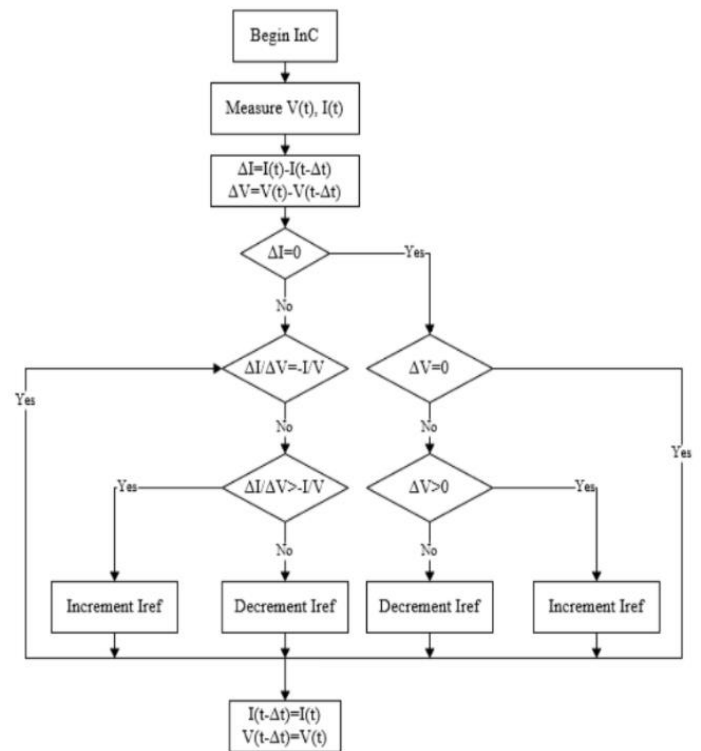 Begin InC
Measure V(t), I(t)
ΔI=I(t)-I(t-Δt)
ΔV=V(t)-V(t-Δt)
ΔI=0
Yes
No
ΔI/ΔV=-I/V
ΔV=0
Yes
No
No
Yes
Yes
ΔI/ΔV>-I/V
ΔV>0
Yes
No
No
Increment Iref
Decrement Iref
Decrement Iref
Increment Iref
I(t-Δt)=I(t)
V(t-Δt)=V(t)